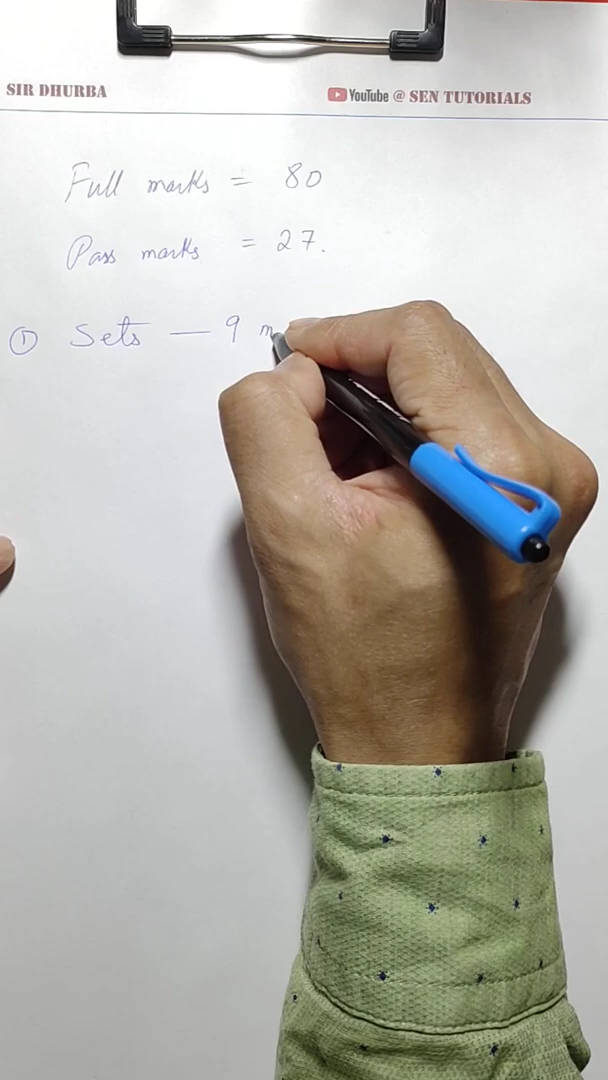 SIR DHURBA
YouTube @ SEN TUTORIALS
Full marks = 80
Pass marks = 27.
① Sets — 9 m